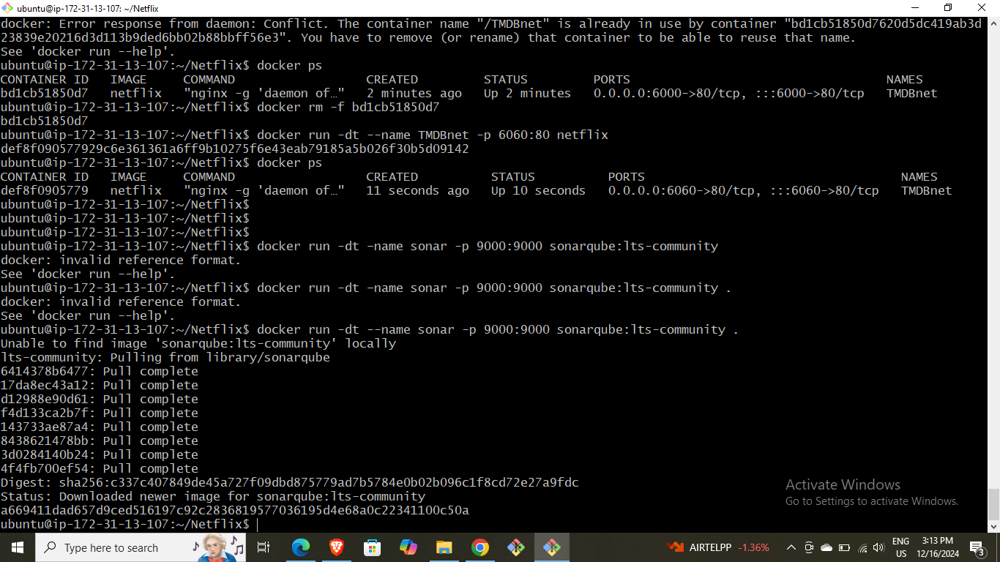 ubuntu@ip-172-31-13-107: ~/Netflix
docker: Error response from daemon: Conflict. The container name "/TMDBnet" is already in use by container "bd1cb51850d7620d5dc419ab3d
23839e20216d3d113b9ded6bb02b88bbff56e3". You have to remove (or rename) that container to be able to reuse that name.
See 'docker run --help'.
ubuntu@ip-172-31-13-107:~/Netflix$ docker ps
CONTAINER ID   IMAGE     COMMAND                  CREATED         STATUS         PORTS                                   NAMES
bd1cb51850d7   netflix   "nginx -g 'daemon of…"   2 minutes ago   Up 2 minutes   0.0.0.0:6000->80/tcp, :::6000->80/tcp   TMDBnet
ubuntu@ip-172-31-13-107:~/Netflix$ docker rm -f bd1cb51850d7
bd1cb51850d7
ubuntu@ip-172-31-13-107:~/Netflix$ docker run -dt --name TMDBnet -p 6060:80 netflix
def8f090577929c6e361361a6ff9b10275f6e43eab79185a5b026f30b5d09142
ubuntu@ip-172-31-13-107:~/Netflix$ docker ps
CONTAINER ID   IMAGE     COMMAND                  CREATED          STATUS          PORTS                                   NAMES
def8f0905779   netflix   "nginx -g 'daemon of…"   11 seconds ago   Up 10 seconds   0.0.0.0:6060->80/tcp, :::6060->80/tcp   TMDBnet
ubuntu@ip-172-31-13-107:~/Netflix$
ubuntu@ip-172-31-13-107:~/Netflix$
ubuntu@ip-172-31-13-107:~/Netflix$
ubuntu@ip-172-31-13-107:~/Netflix$ docker run -dt -name sonar -p 9000:9000 sonarqube:lts-community
docker: invalid reference format.
See 'docker run --help'.
ubuntu@ip-172-31-13-107:~/Netflix$ docker run -dt -name sonar -p 9000:9000 sonarqube:lts-community .
docker: invalid reference format.
See 'docker run --help'.
ubuntu@ip-172-31-13-107:~/Netflix$ docker run -dt --name sonar -p 9000:9000 sonarqube:lts-community .
Unable to find image 'sonarqube:lts-community' locally
lts-community: Pulling from library/sonarqube
6414378b6477: Pull complete
17da8ec43a12: Pull complete
d12988e90d61: Pull complete
f4d133ca2b7f: Pull complete
143733ae87a4: Pull complete
8438621478bb: Pull complete
3d0284140b24: Pull complete
4f4fb700ef54: Pull complete
Digest: sha256:c337c407849de45a727f09dbd875779ad7b5784e0b02b096c1f8cd72e27a9fdc
Status: Downloaded newer image for sonarqube:lts-community
a669411dad657d9ced516197c92c2836819577036195d4e68a0c22341100c50a
ubuntu@ip-172-31-13-107:~/Netflix$
Activate Windows
Go to Settings to activate Windows.
Type here to search
AIRTELPP -1.36%
ENG
US
3:13 PM
12/16/2024
3